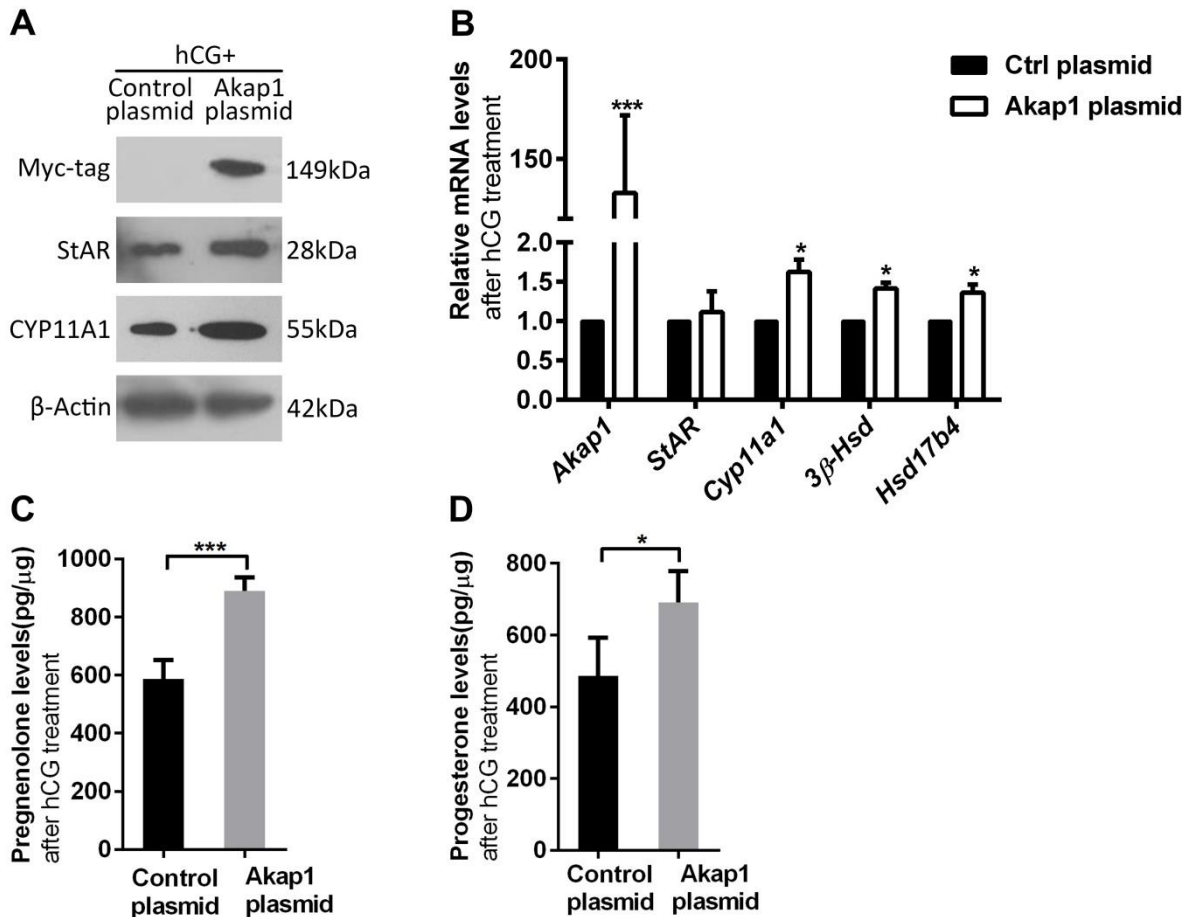 A
hCG+
Control plasmid
Akap1 plasmid
Myc-tag
149kDa
StAR
28kDa
CYP11A1
55kDa
β-Actin
42kDa
B
Relative mRNA levels
after hCG treatment
200
150
2.0
1.5
1.0
0.5
0.0
***
*
*
*
Akap1
StAR
Cyp11a1
3β-Hsd
Hsd17b4
Ctrl plasmid
Akap1 plasmid
C
Pregnenolone levels(pg/μg)
after hCG treatment
1000
800
600
400
200
0
***
Control
plasmid
Akap1
plasmid
D
Progesterone levels(pg/μg)
after hCG treatment
800
600
400
200
0
*
Control
plasmid
Akap1
plasmid